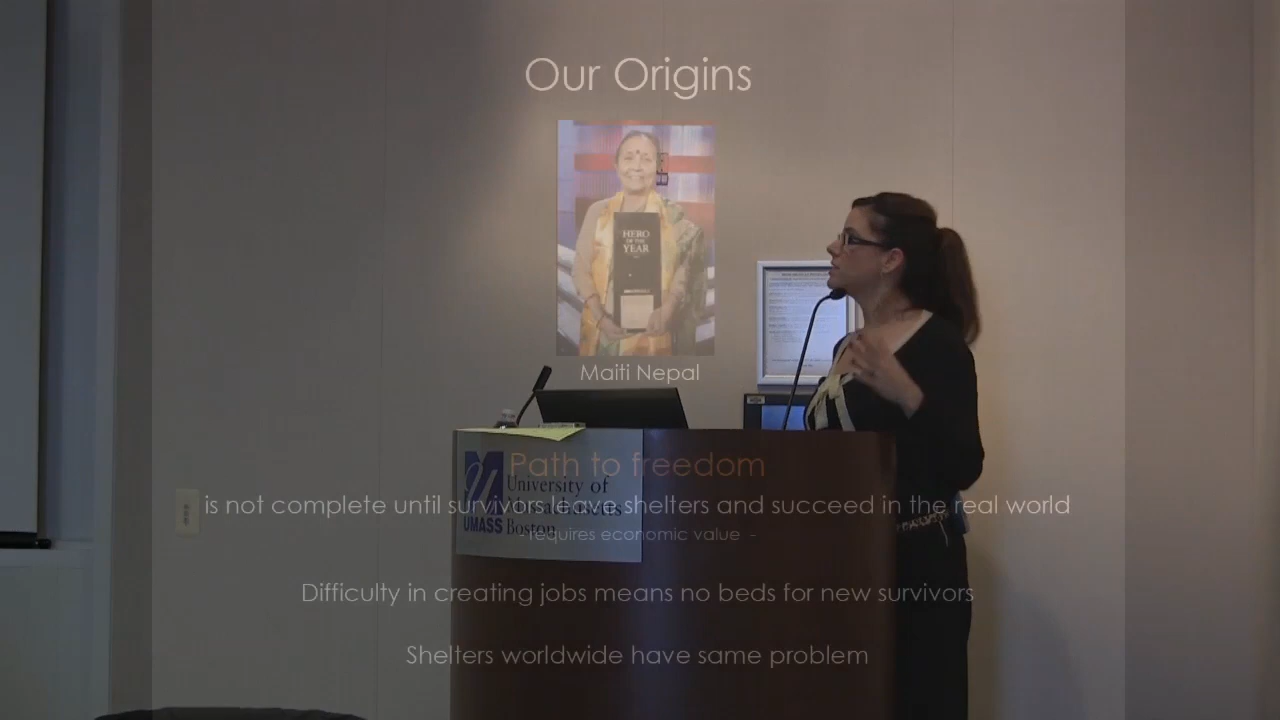 Our Origins
HERO
OF THE
YEAR
Maiti Nepal
Path to freedom
University of
is not complete until survivors leave shelters and succeed in the real world
Massachusetts
UMASS Boston
- requires economic value -
Difficulty in creating jobs means no beds for new survivors
Shelters worldwide have same problem